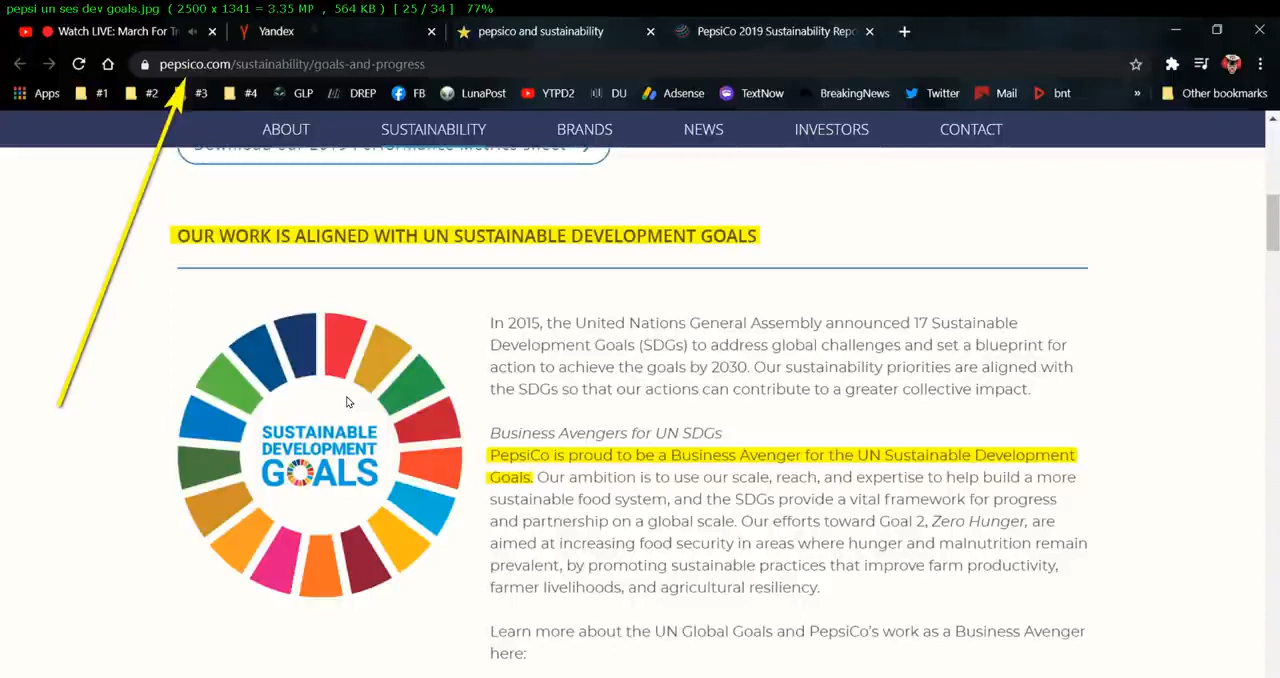 pepsi un ses dev goals.jpg ( 2500 x 1341 = 3.35 MP , 564 KB ) [ 25 / 34 ] 77%
Watch LIVE: March For Tr
Yandex
pepsico and sustainability
PepsiCo 2019 Sustainability Repo
pepsico.com/sustainability/goals-and-progress
Apps #1 #2 #3 #4 GLP DREP FB LunaPost YTPD2 DU Adsense TextNow BreakingNews Twitter Mail bnt » Other bookmarks
ABOUT SUSTAINABILITY BRANDS NEWS INVESTORS CONTACT
Download our 2019 Performance Metrics sheet
OUR WORK IS ALIGNED WITH UN SUSTAINABLE DEVELOPMENT GOALS
SUSTAINABLE
DEVELOPMENT
GOALS
In 2015, the United Nations General Assembly announced 17 Sustainable
Development Goals (SDGs) to address global challenges and set a blueprint for
action to achieve the goals by 2030. Our sustainability priorities are aligned with
the SDGs so that our actions can contribute to a greater collective impact.
Business Avengers for UN SDGs
PepsiCo is proud to be a Business Avenger for the UN Sustainable Development
Goals. Our ambition is to use our scale, reach, and expertise to help build a more
sustainable food system, and the SDGs provide a vital framework for progress
and partnership on a global scale. Our efforts toward Goal 2, Zero Hunger, are
aimed at increasing food security in areas where hunger and malnutrition remain
prevalent, by promoting sustainable practices that improve farm productivity,
farmer livelihoods, and agricultural resiliency.
Learn more about the UN Global Goals and PepsiCo's work as a Business Avenger
here: